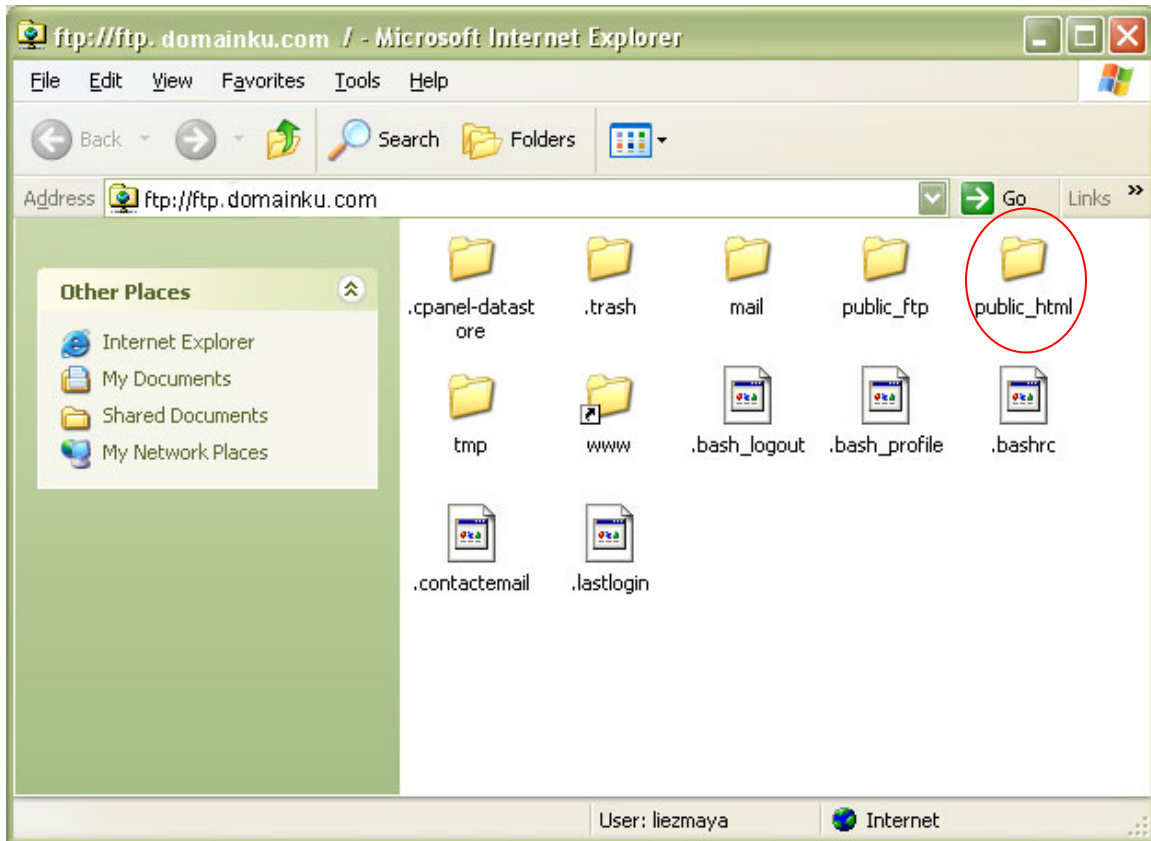 ftp://ftp. domainku.com / - Microsoft Internet Explorer
File Edit View Favorites Tools Help
Back Search Folders
Address ftp://ftp.domainku.com Go Links »
Other Places
Internet Explorer
My Documents
Shared Documents
My Network Places
.cpanel-datast
ore
.trash
mail
public_ftp
public_html
tmp
www
.bash_logout
.bash_profile
.bashrc
.contactemail
.lastlogin
User: liezmaya Internet